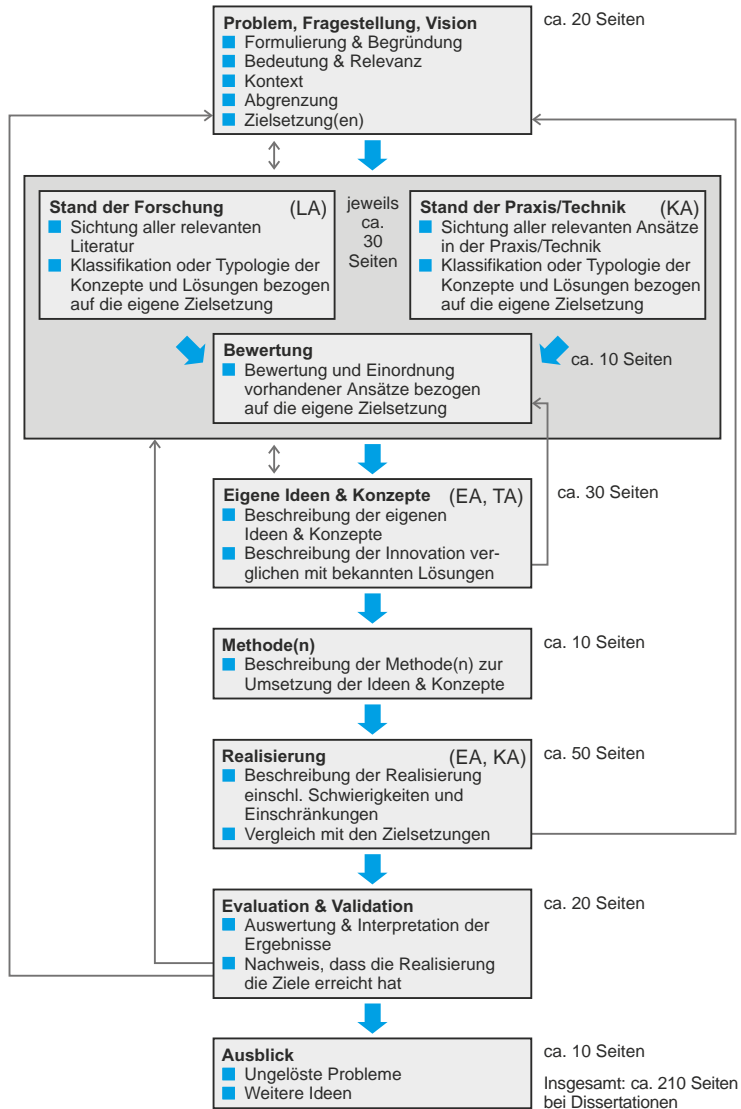 Problem, Fragestellung, Vision
Formulierung & Begründung
Bedeutung & Relevanz
Kontext
Abgrenzung
Zielsetzung(en)
ca. 20 Seiten
Stand der Forschung (LA)
Sichtung aller relevanten
Literatur
Klassifikation oder Typologie der
Konzepte und Lösungen bezogen
auf die eigene Zielsetzung
jeweils
ca.
30
Seiten
Stand der Praxis/Technik (KA)
Sichtung aller relevanten Ansätze
in der Praxis/Technik
Klassifikation oder Typologie der
Konzepte und Lösungen bezogen
auf die eigene Zielsetzung
Bewertung
Bewertung und Einordnung
vorhandener Ansätze bezogen
auf die eigene Zielsetzung
ca. 10 Seiten
Eigene Ideen & Konzepte (EA, TA)
Beschreibung der eigenen
Ideen & Konzepte
Beschreibung der Innovation ver-
glichen mit bekannten Lösungen
ca. 30 Seiten
Methode(n)
Beschreibung der Methode(n) zur
Umsetzung der Ideen & Konzepte
ca. 10 Seiten
Realisierung (EA, KA)
Beschreibung der Realisierung
einschl. Schwierigkeiten und
Einschränkungen
Vergleich mit den Zielsetzungen
ca. 50 Seiten
Evaluation & Validation
Auswertung & Interpretation der
Ergebnisse
Nachweis, dass die Realisierung
die Ziele erreicht hat
ca. 20 Seiten
Ausblick
Ungelöste Probleme
Weitere Ideen
ca. 10 Seiten
Insgesamt: ca. 210 Seiten
bei Dissertationen